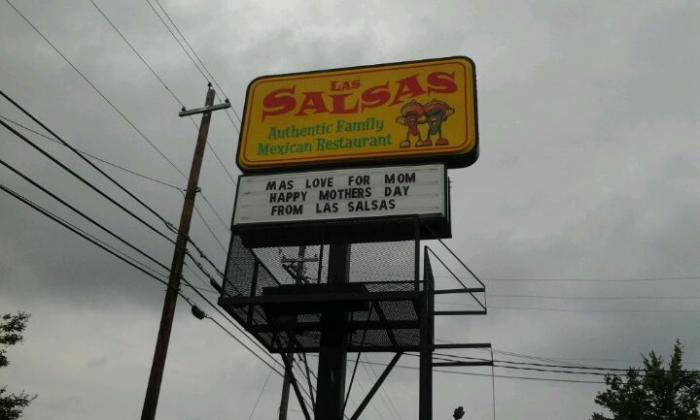 LAS
SALSAS
Authentic Family
Mexican Restaurant
MAS LOVE FOR MOM
HAPPY MOTHERS DAY
FROM LAS SALSAS